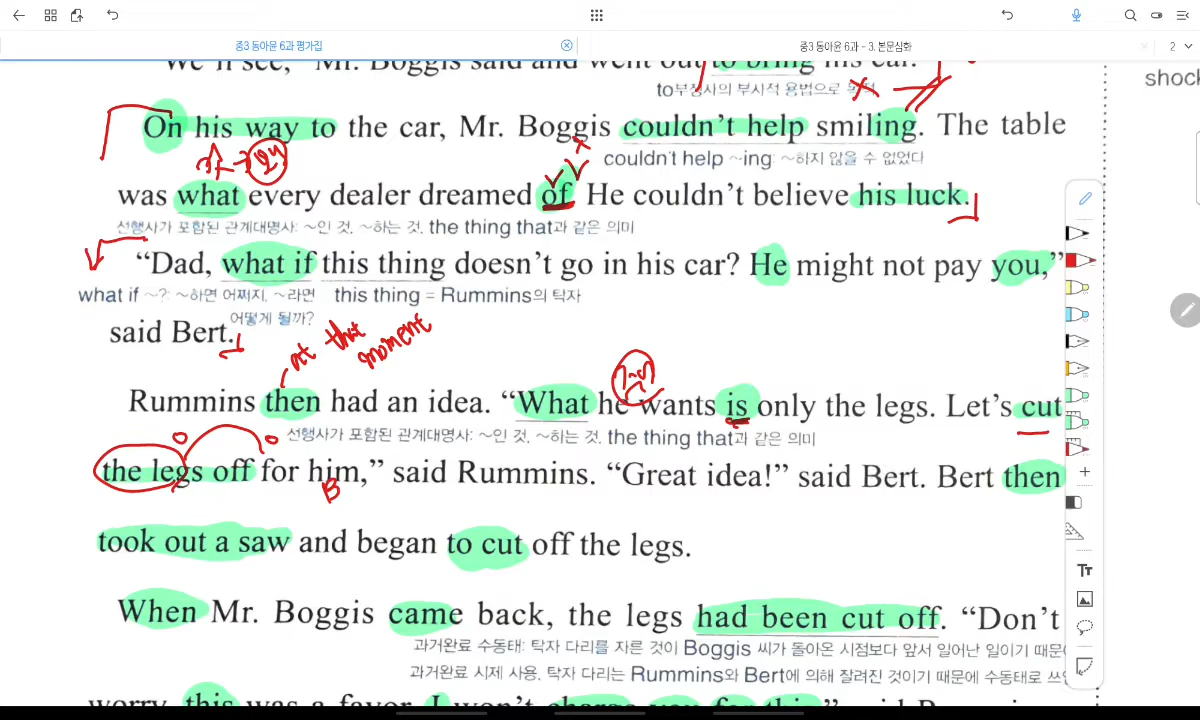 중3 동아윤 6과 평가집
중3 동아윤 6과 - 3. 본문심화
2
We'll see," Mr. Boggis said and went out to bring his car.
shock
to부정사의 부사적 용법으로
On his way to the car, Mr. Boggis couldn't help smiling. The table
couldn't help ~ing: ~하지 않을 수 없었다
was what every dealer dreamed of. He couldn't believe his luck.
선행사가 포함된 관계대명사: ~인 것, ~하는 것, the thing that과 같은 의미
"Dad, what if this thing doesn't go in his car? He might not pay you,"
what if ~?: ~하면 어쩌지, ~라면 this thing = Rummins의 탁자
어떻게 될까?
said Bert.
at that moment
Rummins then had an idea. "What he wants is only the legs. Let's cut
선행사가 포함된 관계대명사: ~인 것, ~하는 것, the thing that과 같은 의미
the legs off for him," said Rummins. "Great idea!" said Bert. Bert then
B
took out a saw and began to cut off the legs.
When Mr. Boggis came back, the legs had been cut off. "Don't
과거완료 수동태: 탁자 다리를 자른 것이 Boggis 씨가 돌아온 시점보다 앞서 일어난 일이기 때문
과거완료 시제 사용, 탁자 다리는 Rummins와 Bert에 의해 잘려진 것이기 때문에 수동태로 쓰
worry, this was a favor. I won't charge you for this," said
Tт